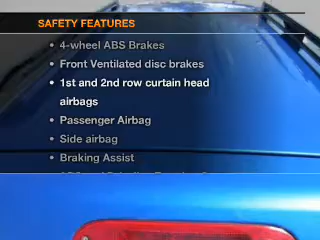 SAFETY FEATURES
• 4-wheel ABS Brakes
• Front Ventilated disc brakes
• 1st and 2nd row curtain head
airbags
• Passenger Airbag
• Side airbag
• Braking Assist